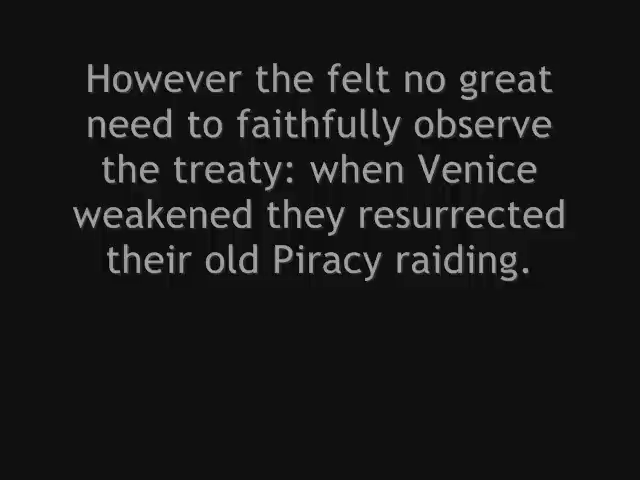 However the felt no great
need to faithfully observe
the treaty: when Venice
weakened they resurrected
their old Piracy raiding.